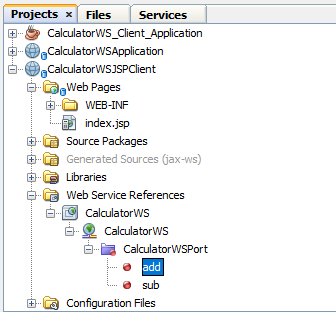 Projects x Files Services
CalculatorWS_Client_Application
CalculatorWSApplication
CalculatorWSJSPClient
Web Pages
WEB-INF
index.jsp
Source Packages
Generated Sources (jax-ws)
Libraries
Web Service References
CalculatorWS
CalculatorWS
CalculatorWSPort
add
sub
Configuration Files